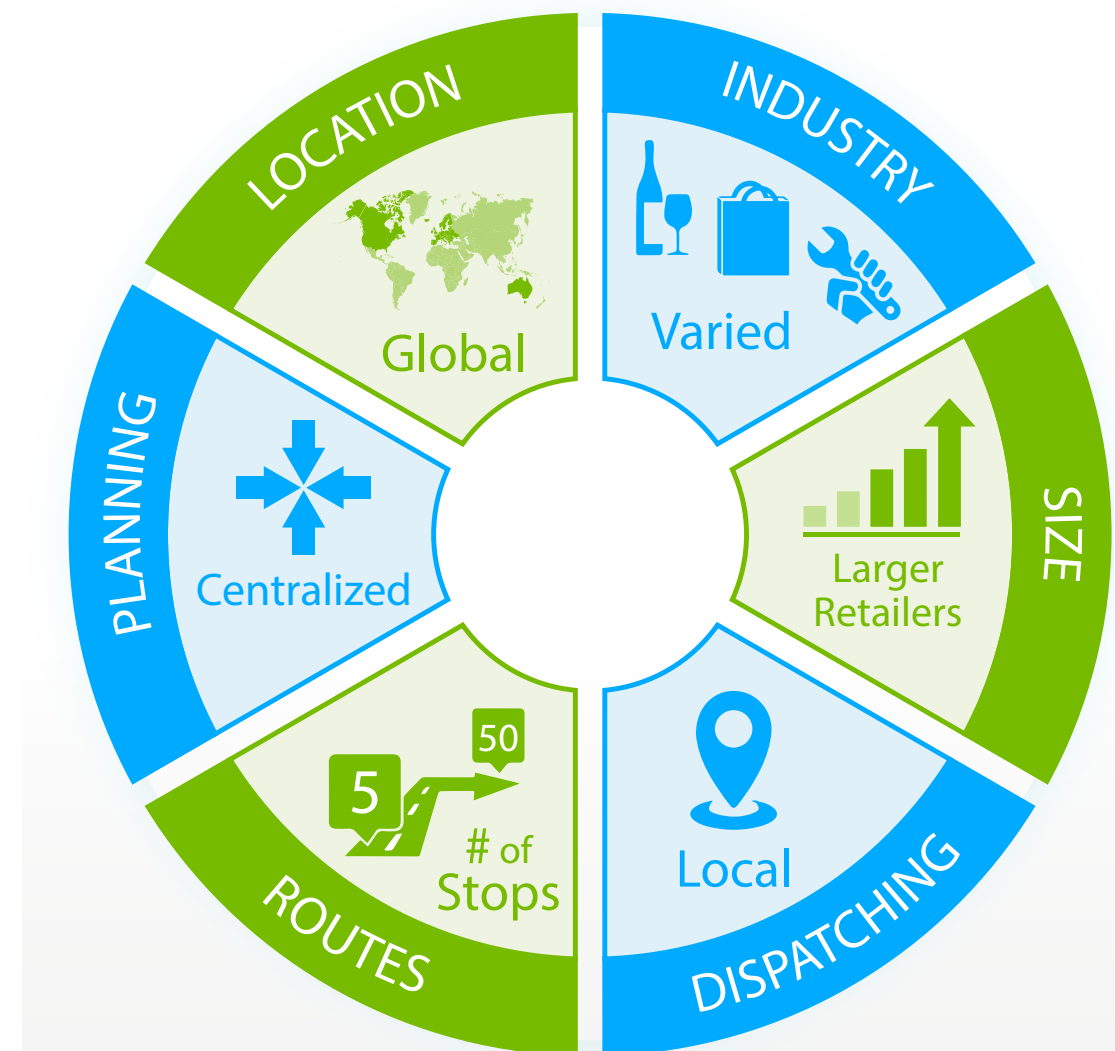 LOCATION
Global
INDUSTRY
Varied
SIZE
Larger
Retailers
DISPATCHING
Local
ROUTES
5
50
# of
Stops
PLANNING
Centralized